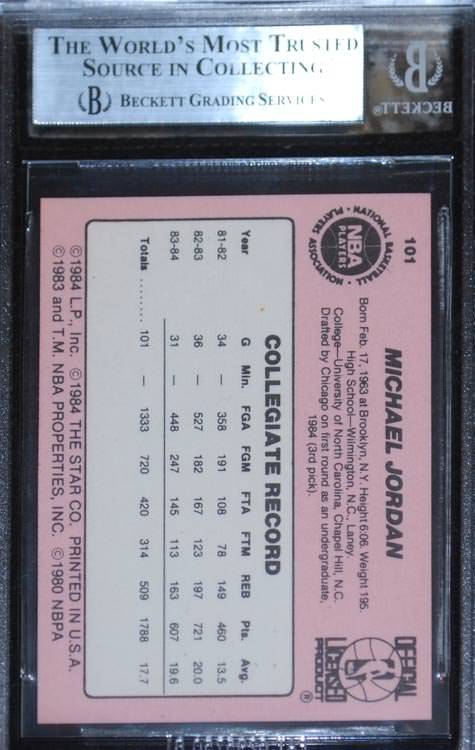 THE WORLD'S MOST TRUSTED
SOURCE IN COLLECTING
B BECKETT GRADING SERVICES
B
BECKETT
101
NATIONAL BASKETBALL
NBA
PLAYERS
PLAYERS ASSOCIATION
MICHAEL JORDAN
Born Feb. 17, 1963 at Brooklyn, N.Y. Height 6:06. Weight 195.
High School—Wilmington, N.C., Laney.
College—University of North Carolina, Chapel Hill, N.C.
Drafted by Chicago on first round as an undergraduate,
1984 (3rd pick).
OFFICIAL
LICENSED
PRODUCT
®
COLLEGIATE RECORD
Year G Min. FGA FGM FTA FTM REB Pts. Avg.
81-82 34 — 358 191 108 78 149 460 13.5
82-83 36 — 527 182 167 123 197 721 20.0
83-84 31 — 448 247 145 113 163 607 19.6
Totals ........ 101 — 1333 720 420 314 509 1788 17.7
©1984 L.P., Inc. ©1984 THE STAR CO. PRINTED IN U.S.A.
©1983 and T.M. NBA PROPERTIES, INC. ©1980 NBPA